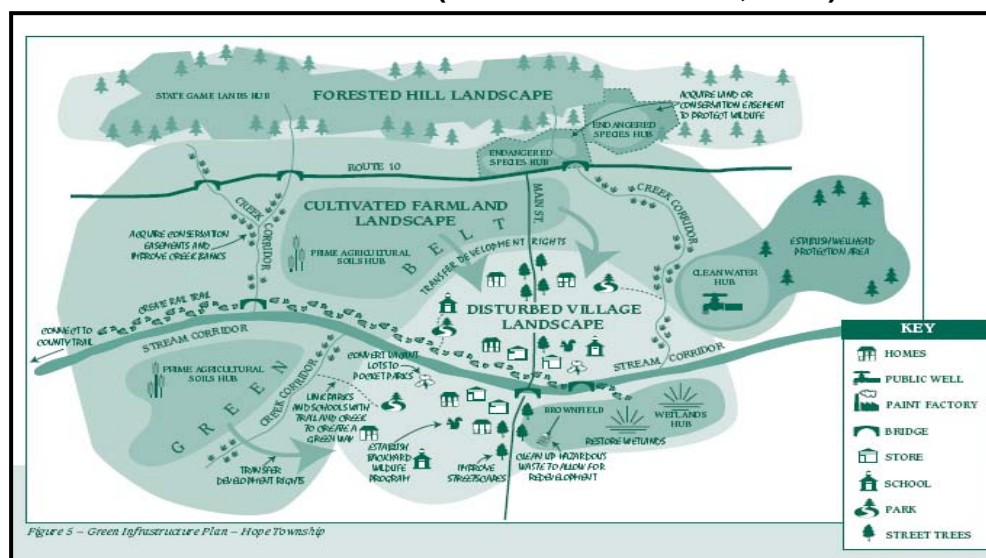 STATE GAME LANDS HUB
FORESTED HILL LANDSCAPE
ACQUIRE LAND OR
CONSERVATION EASEMENT
TO PROTECT WILDLIFE
ENDANGERED
SPECIES HUB
ENDANGERED
SPECIES HUB
ROUTE 10
CREEK
CORRIDOR
CULTIVATED FARMLAND
LANDSCAPE
MAIN ST.
CREEK
CORRIDOR
ACQUIRE CONSERVATION
EASEMENTS AND
IMPROVE CREEK BANKS
PRIME AGRICULTURAL
SOILS HUB
BELT
TRANSFER DEVELOPMENT RIGHTS
ESTABLISH WELLHEAD
PROTECTION AREA
CLEAN WATER
HUB
CREATE RAIL TRAIL
DISTURBED VILLAGE
LANDSCAPE
CONNECT TO
COUNTY TRAIL
STREAM CORRIDOR
STREAM CORRIDOR
CONVERT VACANT
LOTS TO
POCKET PARKS
PRIME AGRICULTURAL
SOILS HUB
GREEN
CREEK CORRIDOR
LINK PARKS
AND SCHOOLS WITH
TRAIL AND CREEK
TO CREATE A
GREEN WAY
BROWNFIELD
WETLANDS
HUB
RESTORE WETLANDS
TRANSFER
DEVELOPMENT RIGHTS
ESTABLISH
BACKYARD
WILDLIFE
PROGRAM
IMPROVE
STREETSCAPES
CLEAN UP HAZARDOUS
WASTE TO ALLOW FOR
REDEVELOPMENT
KEY
HOMES
PUBLIC WELL
PAINT FACTORY
BRIDGE
STORE
SCHOOL
PARK
STREET TREES
Figure 5 – Green Infrastructure Plan – Hope Township